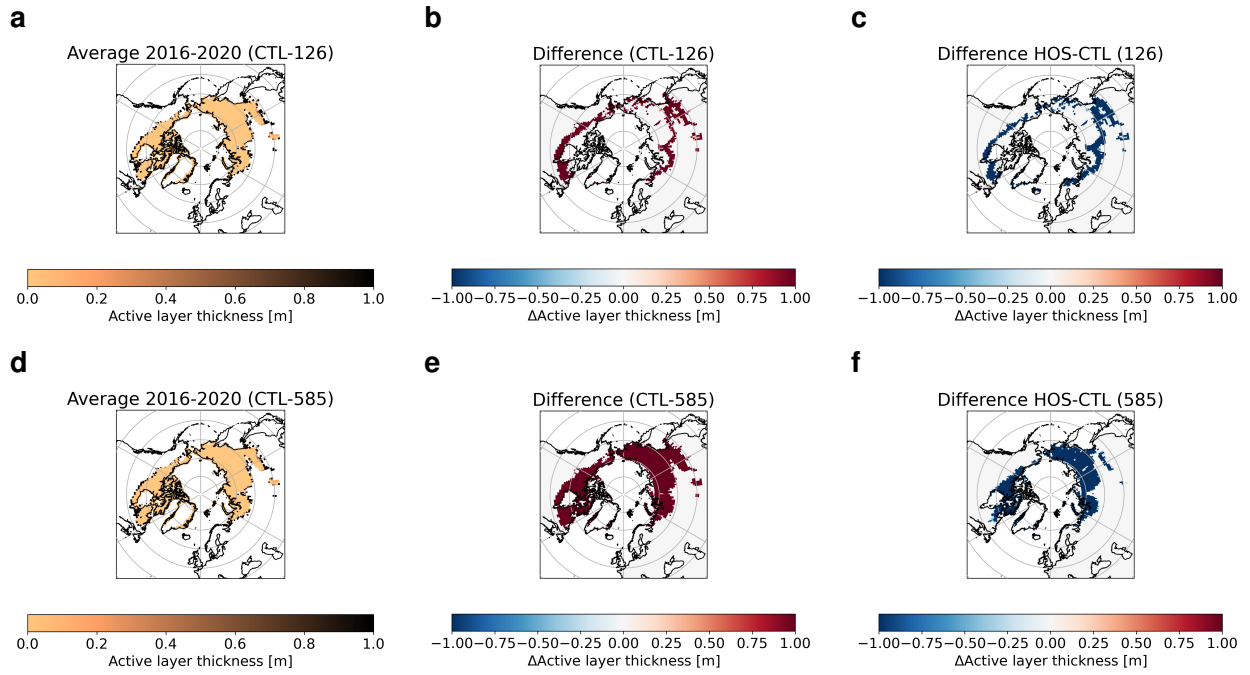 a
b
c
Average 2016-2020 (CTL-126)
Difference (CTL-126)
Difference HOS-CTL (126)
0.0 0.2 0.4 0.6 0.8 1.0
Active layer thickness [m]
−1.00 −0.75 −0.50 −0.25 0.00 0.25 0.50 0.75 1.00
ΔActive layer thickness [m]
−1.00 −0.75 −0.50 −0.25 0.00 0.25 0.50 0.75 1.00
ΔActive layer thickness [m]
d
e
f
Average 2016-2020 (CTL-585)
Difference (CTL-585)
Difference HOS-CTL (585)
0.0 0.2 0.4 0.6 0.8 1.0
Active layer thickness [m]
−1.00 −0.75 −0.50 −0.25 0.00 0.25 0.50 0.75 1.00
ΔActive layer thickness [m]
−1.00 −0.75 −0.50 −0.25 0.00 0.25 0.50 0.75 1.00
ΔActive layer thickness [m]